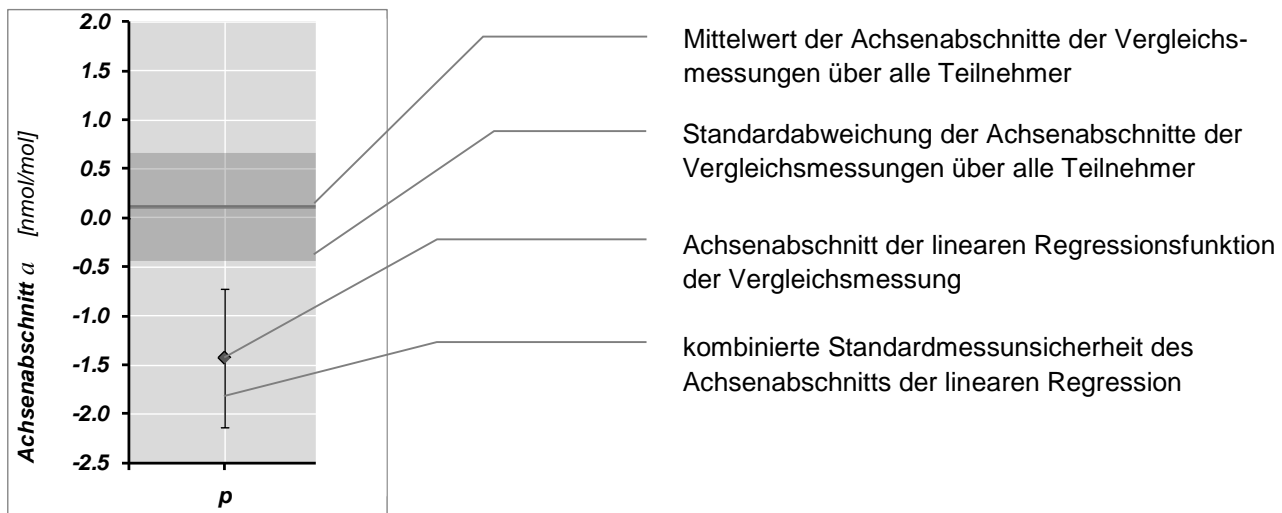 2.0
1.5
1.0
0.5
0.0
-0.5
-1.0
-1.5
-2.0
-2.5
Achsenabschnitt a [nmol/mol]
p
Mittelwert der Achsenabschnitte der Vergleichs-
messungen über alle Teilnehmer
Standardabweichung der Achsenabschnitte der
Vergleichsmessungen über alle Teilnehmer
Achsenabschnitt der linearen Regressionsfunktion
der Vergleichsmessung
kombinierte Standardmessunsicherheit des
Achsenabschnitts der linearen Regression